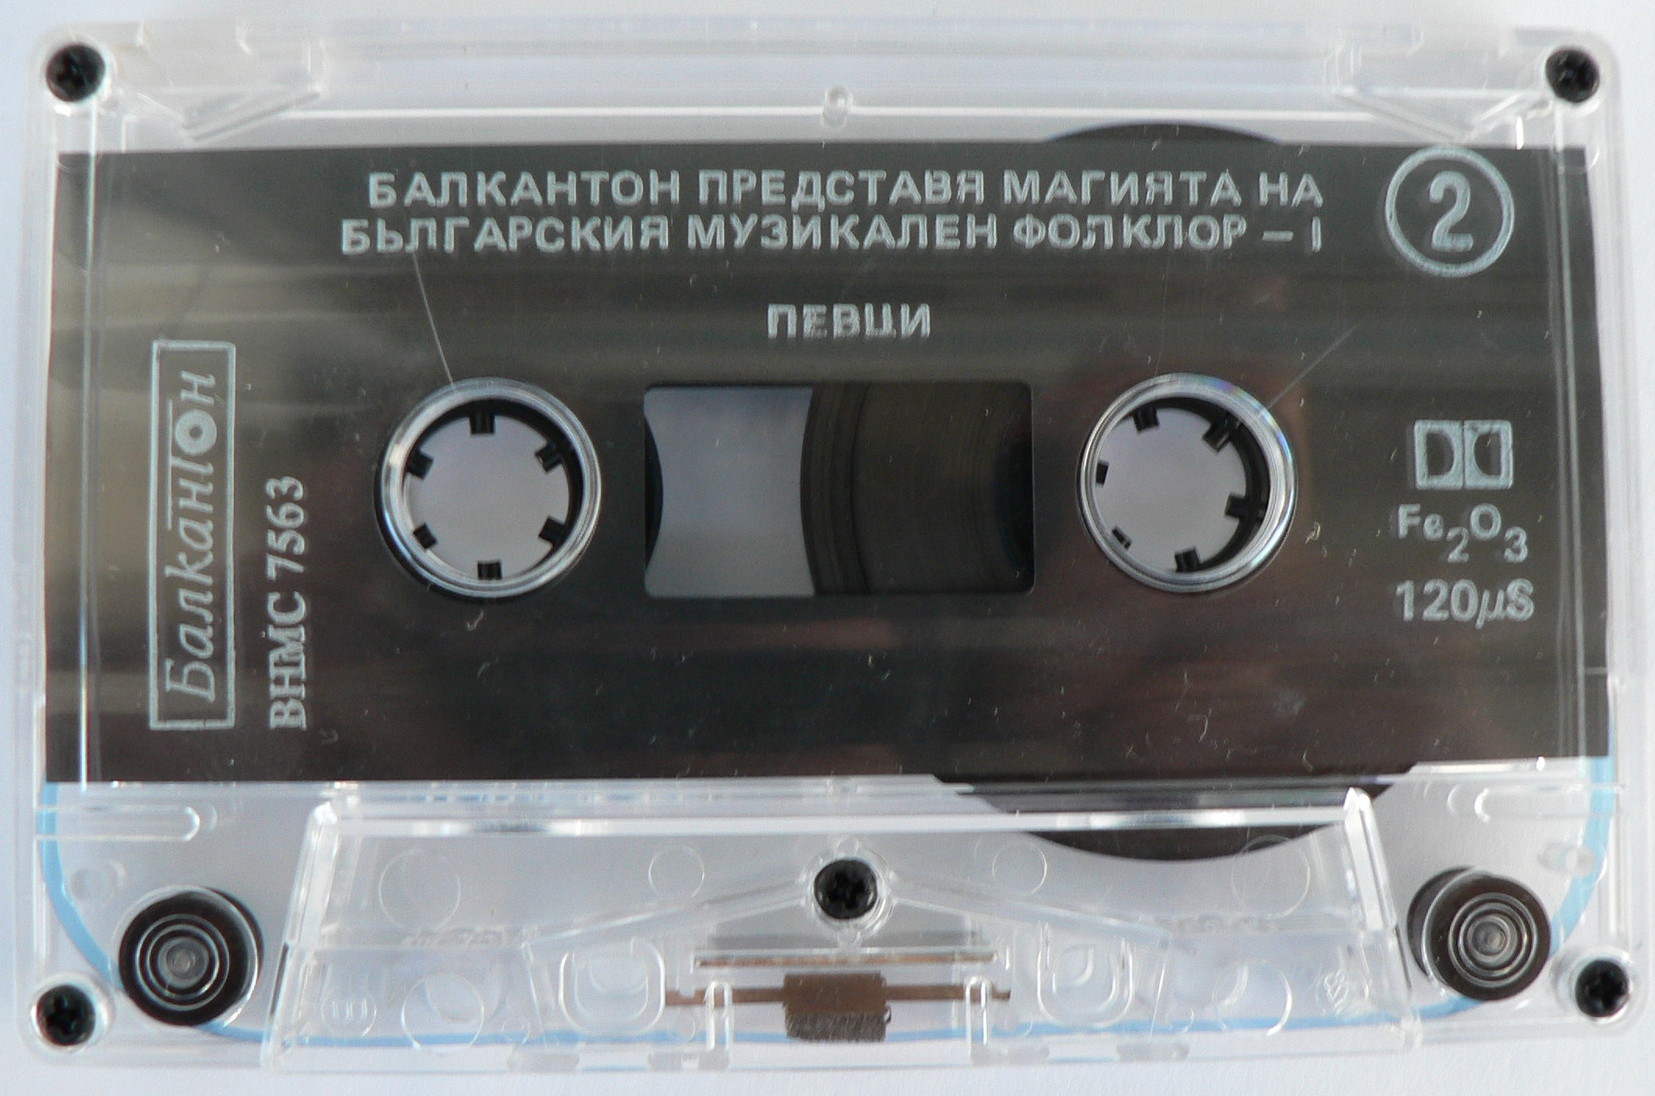 БАЛКАНТОН ПРЕДСТАВЯ МАГИЯТА НА
БЪЛГАРСКИЯ МУЗИКАЛЕН ФОЛКЛОР – I
2
ПЕВЦИ
Балкантон
ВНМС 7563
Fe2O3
120µS